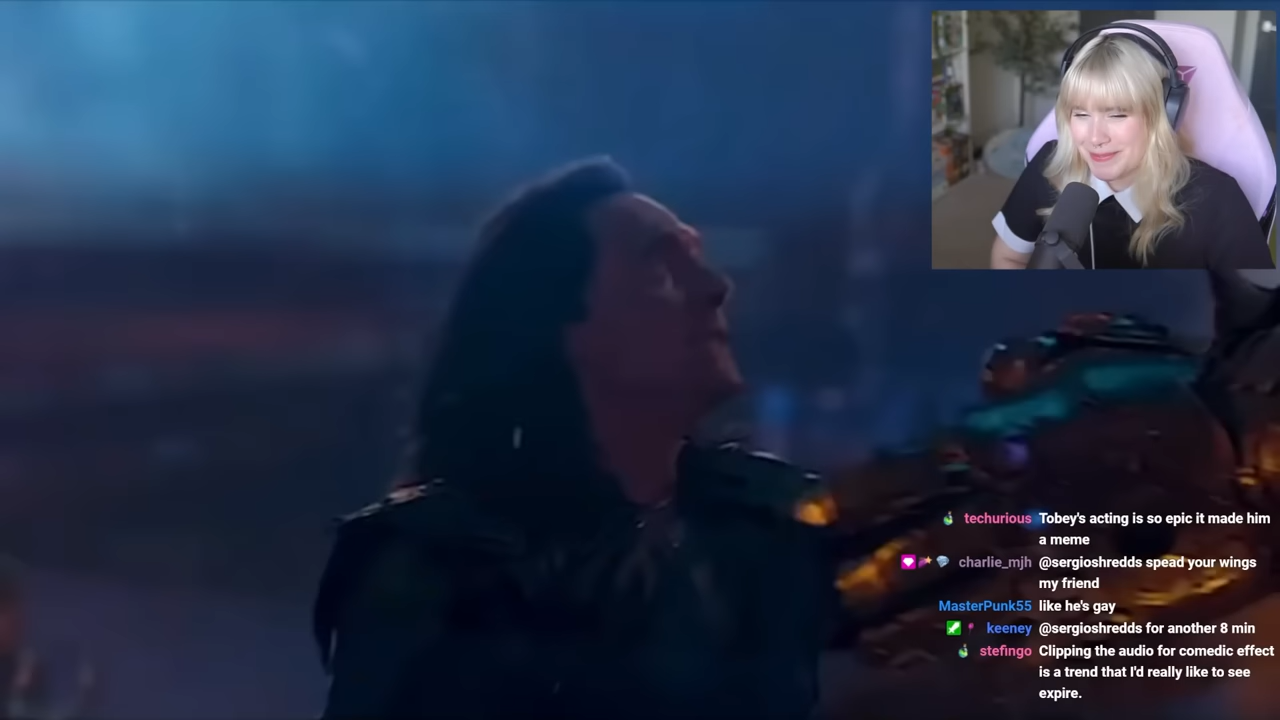 techurious Tobey's acting is so epic it made him
a meme
charlie_mjh @sergioshredds spead your wings
my friend
MasterPunk55 like he's gay
keeney @sergioshredds for another 8 min
stefingo Clipping the audio for comedic effect
is a trend that I'd really like to see
expire.